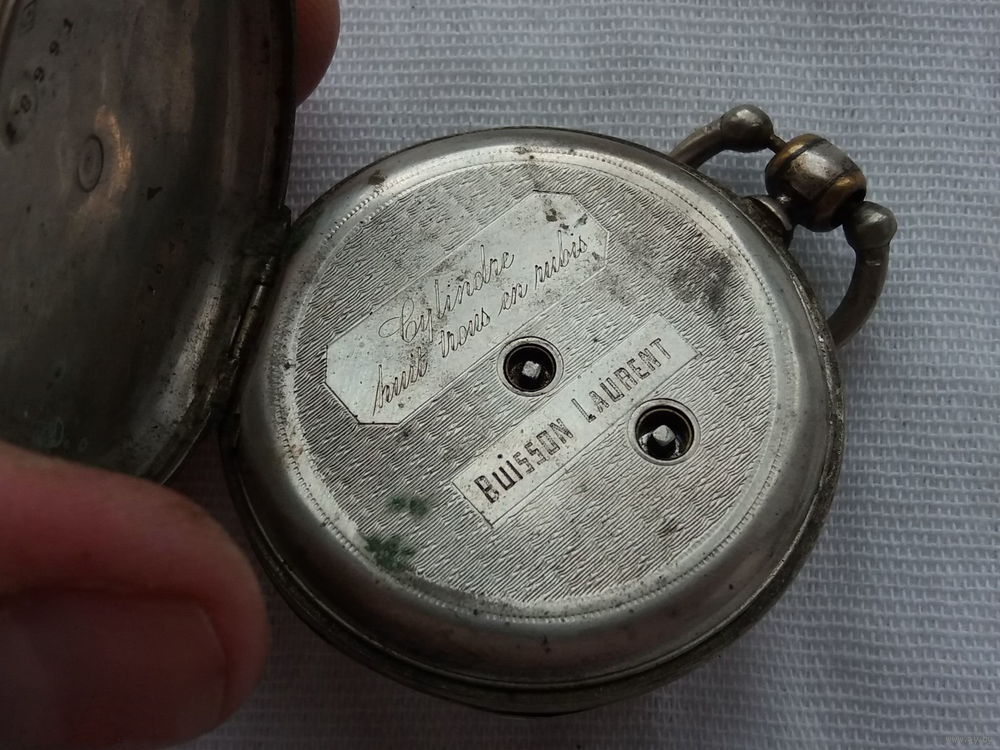 Cylindre
huit trous en rubis
BUISSON LAURENT